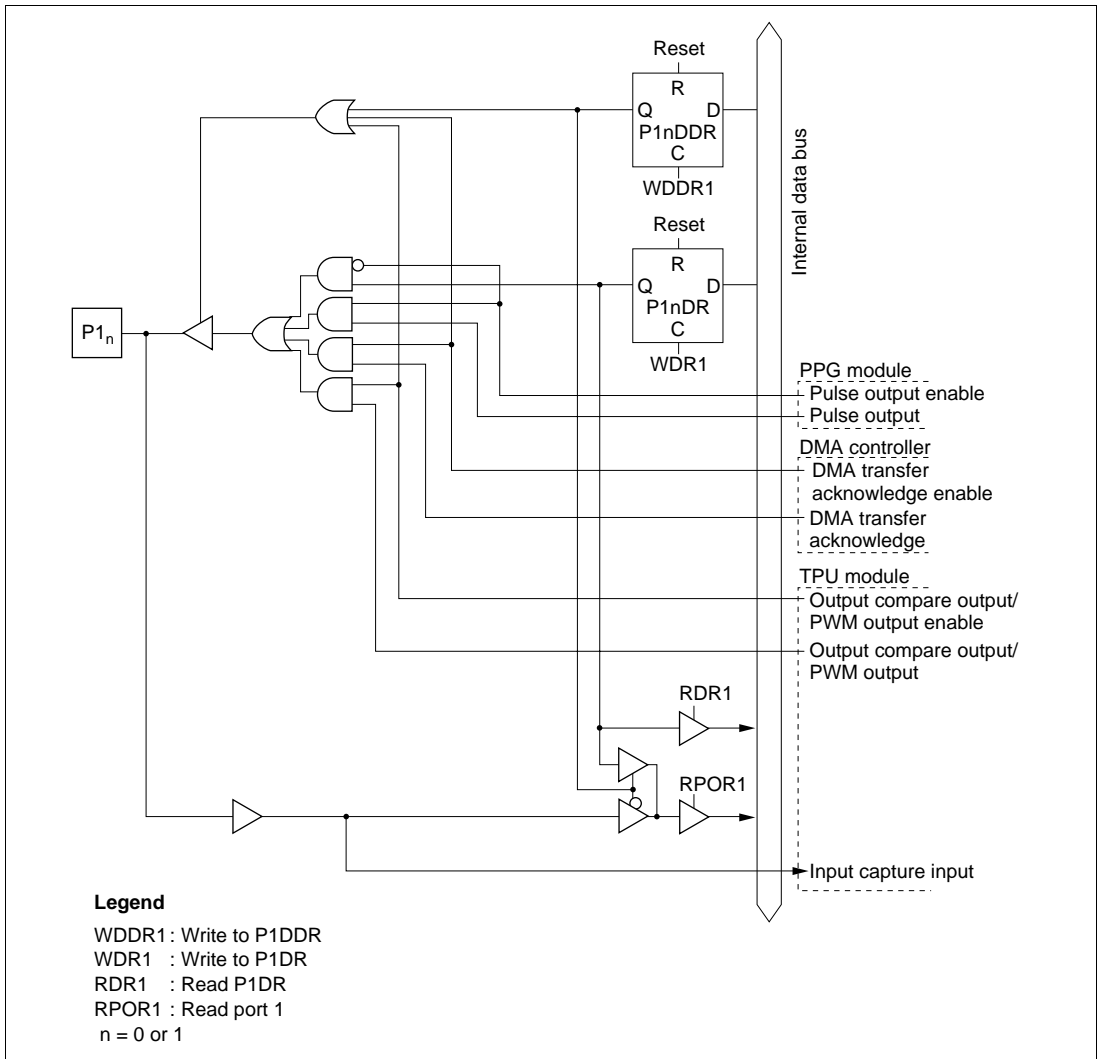 Reset
R
Q D
P1nDDR
C
WDDR1
Reset
R
Q D
P1nDR
C
WDR1
Internal data bus
P1n
PPG module
Pulse output enable
Pulse output
DMA controller
DMA transfer
acknowledge enable
DMA transfer
acknowledge
TPU module
Output compare output/
PWM output enable
Output compare output/
PWM output
RDR1
RPOR1
Input capture input
Legend
WDDR1 : Write to P1DDR
WDR1 : Write to P1DR
RDR1 : Read P1DR
RPOR1 : Read port 1
n = 0 or 1